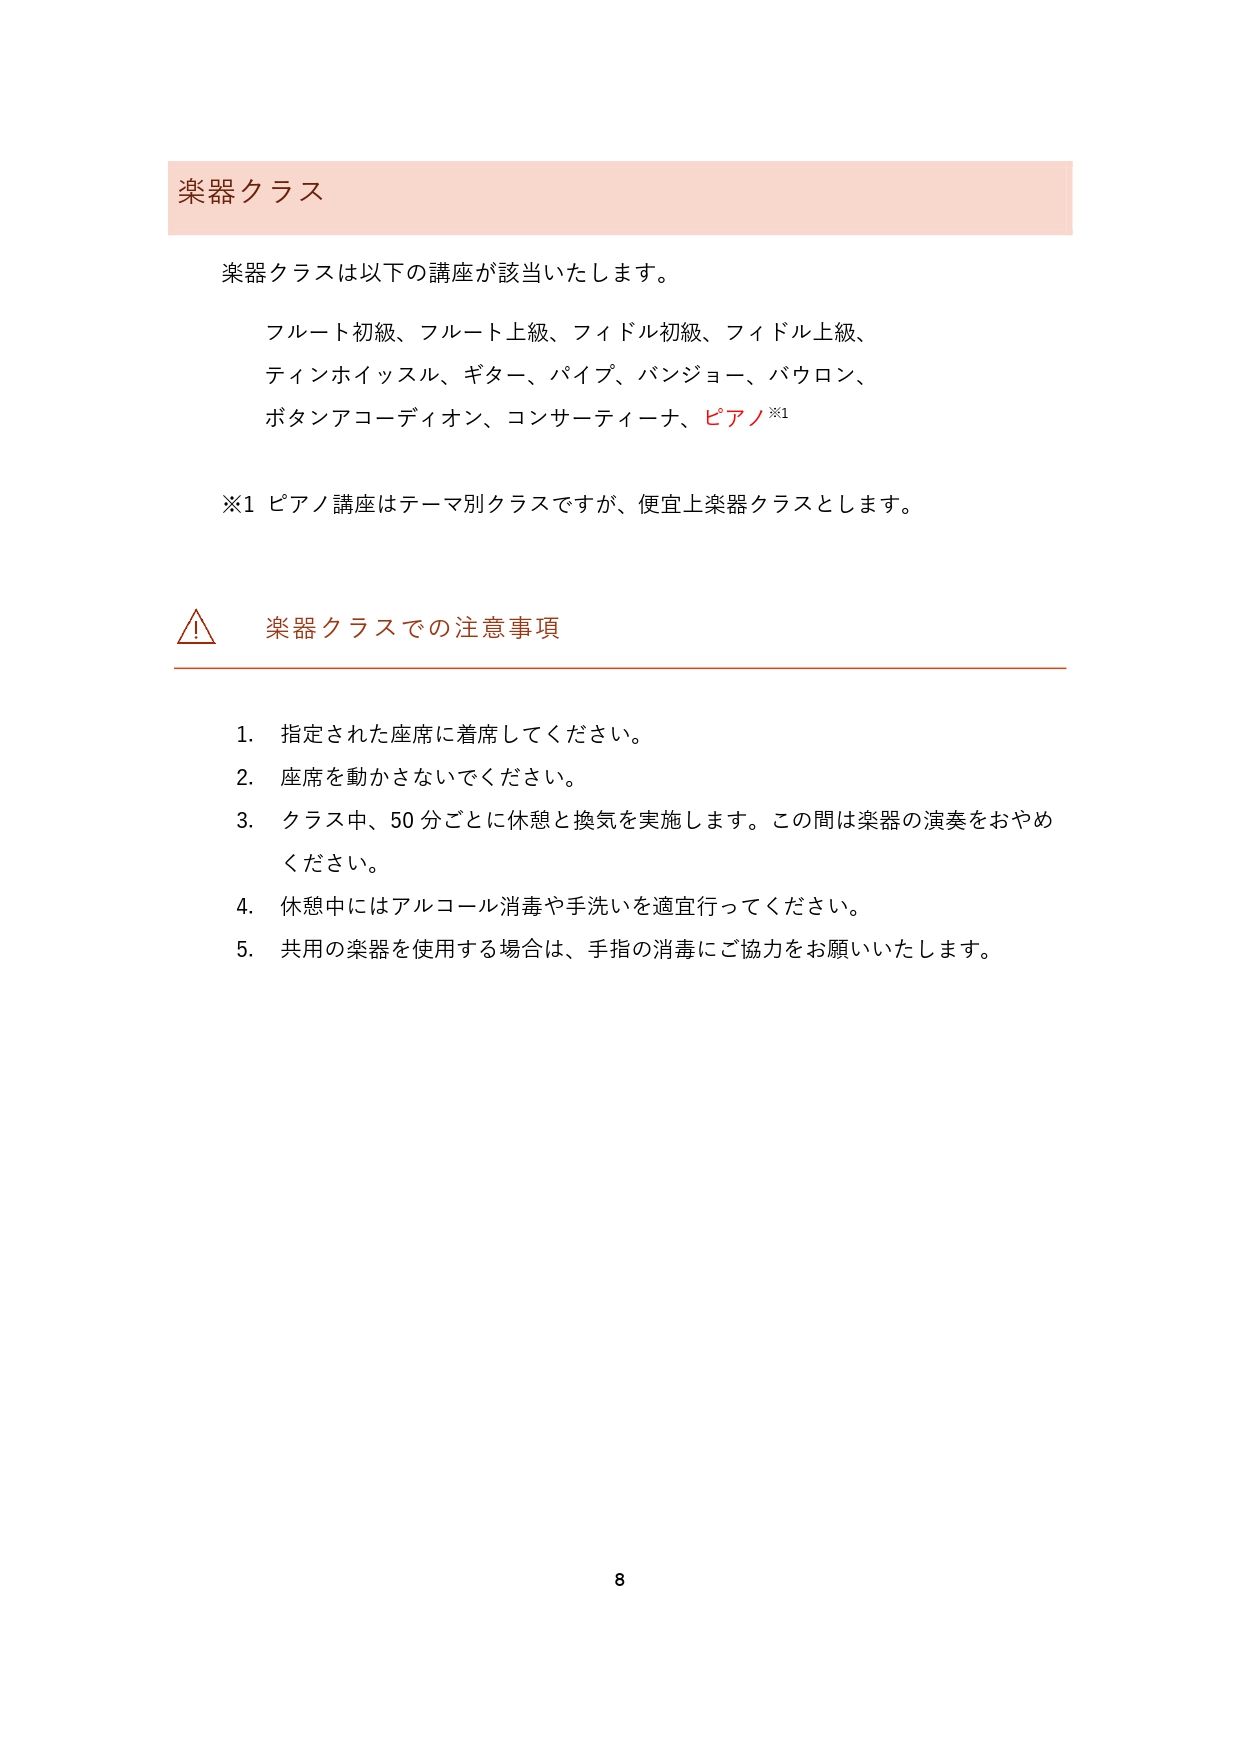 楽器クラス
楽器クラスは以下の講座が該当いたします。
フルート初級、フルート上級、フィドル初級、フィドル上級、
ティンホイッスル、ギター、パイプ、バンジョー、バウロン、
ボタンアコーディオン、コンサーティーナ、ピアノ※1
※1 ピアノ講座はテーマ別クラスですが、便宜上楽器クラスとします。
楽器クラスでの注意事項
1. 指定された座席に着席してください。
2. 座席を動かさないでください。
3. クラス中、50 分ごとに休憩と換気を実施します。この間は楽器の演奏をおやめ
ください。
4. 休憩中にはアルコール消毒や手洗いを適宜行ってください。
5. 共用の楽器を使用する場合は、手指の消毒にご協力をお願いいたします。
8